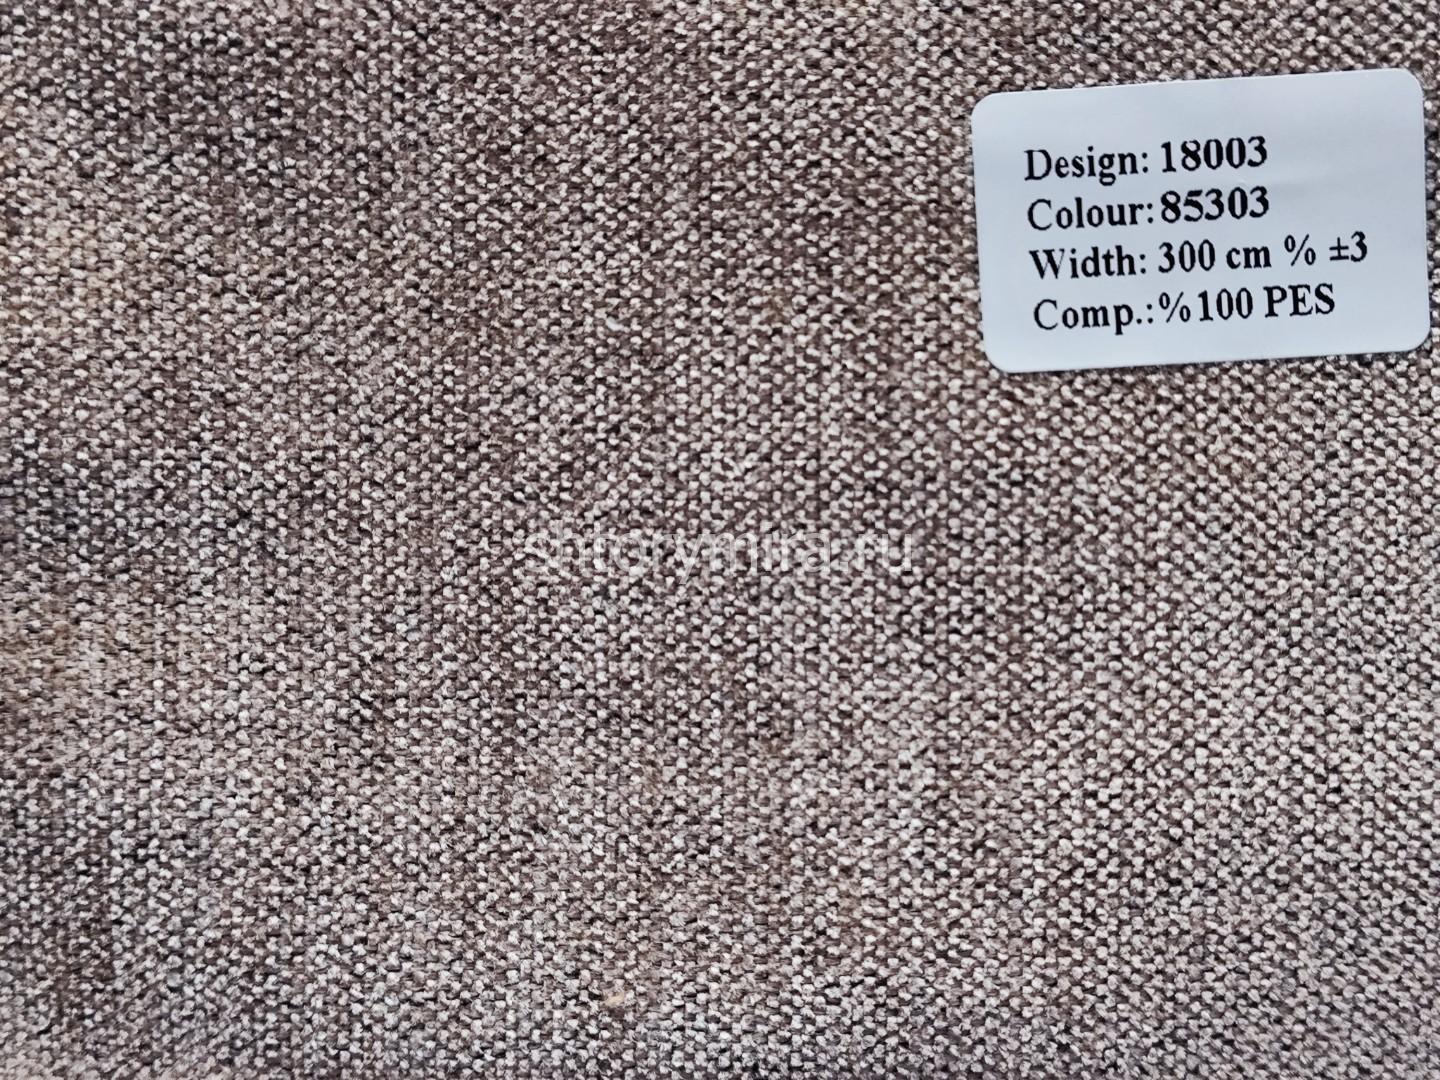 Design: 18003
Colour: 85303
Width: 300 cm % ±3
Comp.:%100 PES
shtorymira.ru